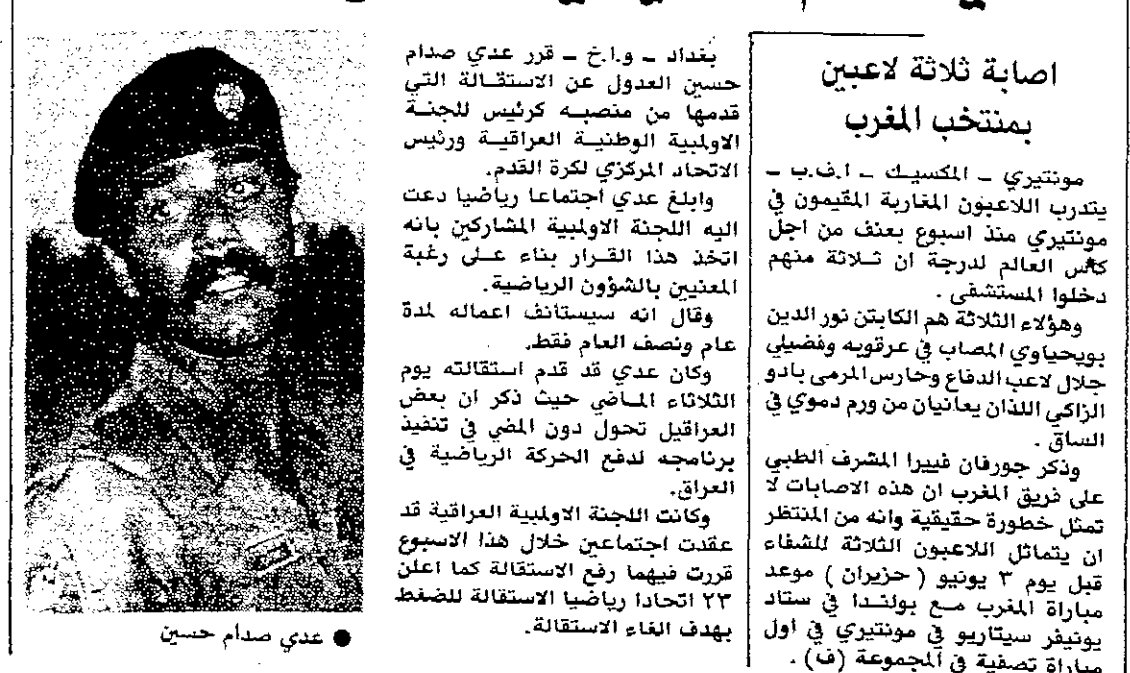 اصابة ثلاثة لاعبين
بمنتخب المغرب
مونتيري ـ المكسيك ـ ا.ف.ب ـ
يتدرب اللاعبون المغاربة المقيمون في
مونتيري منذ اسبوع بعنف من اجل
كأس العالم لدرجة ان ثلاثة منهم
دخلوا المستشفى .
وهؤلاء الثلاثة هم الكابتن نور الدين
بويحياوي المصاب في عرقوبه وفضيلي
جلال لاعب الدفاع وحارس المرمى بادو
الزاكي اللذان يعانيان من ورم دموي في
الساق .
وذكر جورفان فييرا المشرف الطبي
على فريق المغرب ان هذه الاصابات لا
تمثل خطورة حقيقية وانه من المنتظر
ان يتماثل اللاعبون الثلاثة للشفاء
قبل يوم ٣ يونيو ( حزيران ) موعد
مباراة المغرب مع بولندا في ستاد
يونيفر سيتاريو في مونتيري في اول
مباراة تصفية في المجموعة (ف) .
بغداد ـ و.ا.خ ـ قرر عدي صدام
حسين العدول عن الاستقالة التي
قدمها من منصبه كرئيس للجنة
الاولمبية الوطنية العراقية ورئيس
الاتحاد المركزي لكرة القدم.
وابلغ عدي اجتماعا رياضيا دعت
اليه اللجنة الاولمبية المشاركين بانه
اتخذ هذا القرار بناء على رغبة
المعنيين بالشؤون الرياضية.
وقال انه سيستانف اعماله لمدة
عام ونصف العام فقط.
وكان عدي قد قدم استقالته يوم
الثلاثاء الماضي حيث ذكر ان بعض
العراقيل تحول دون المضي في تنفيذ
برنامجه لدفع الحركة الرياضية في
العراق.
وكانت اللجنة الاولمبية العراقية قد
عقدت اجتماعين خلال هذا الاسبوع
قررت فيهما رفع الاستقالة كما اعلن
٢٣ اتحادا رياضيا الاستقالة للضغط
بهدف الغاء الاستقالة.
● عدي صدام حسين